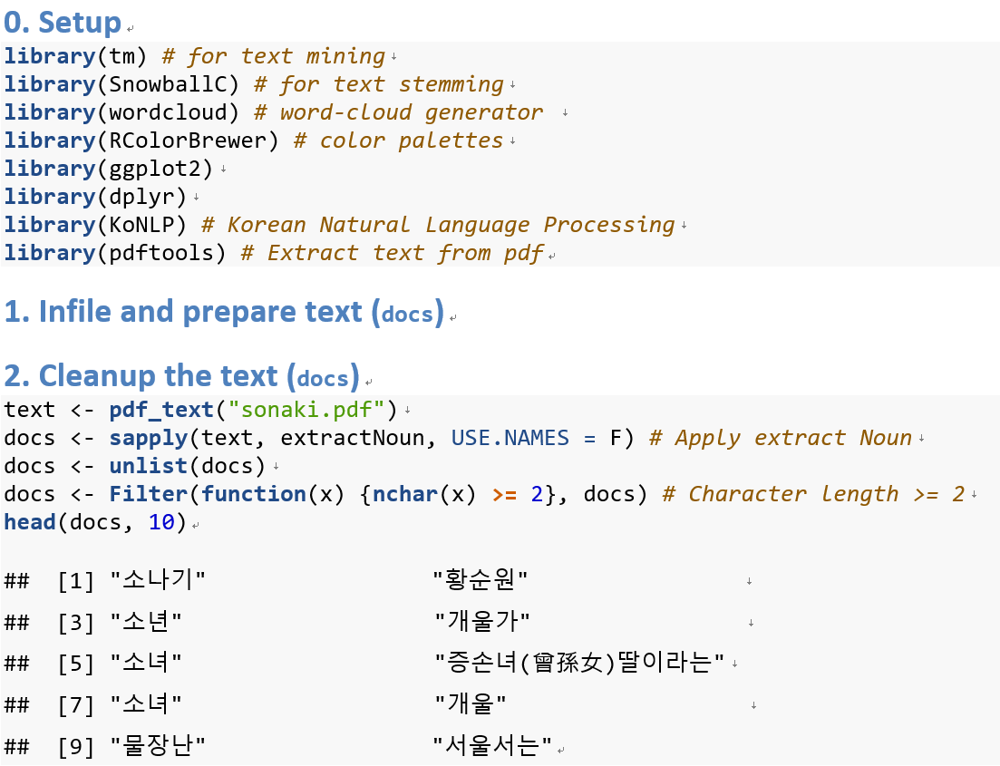 0. Setup
library(tm) # for text mining
library(SnowballC) # for text stemming
library(wordcloud) # word-cloud generator
library(RColorBrewer) # color palettes
library(ggplot2)
library(dplyr)
library(KoNLP) # Korean Natural Language Processing
library(pdftools) # Extract text from pdf
1. Infile and prepare text (docs)
2. Cleanup the text (docs)
text <- pdf_text("sonaki.pdf")
docs <- sapply(text, extractNoun, USE.NAMES = F) # Apply extract Noun
docs <- unlist(docs)
docs <- Filter(function(x) {nchar(x) >= 2}, docs) # Character length >= 2
head(docs, 10)
## [1] "소나기" "황순원"
## [3] "소년" "개울가"
## [5] "소녀" "증손녀(曾孫女)딸이라는"
## [7] "소녀" "개울"
## [9] "물장난" "서울서는"